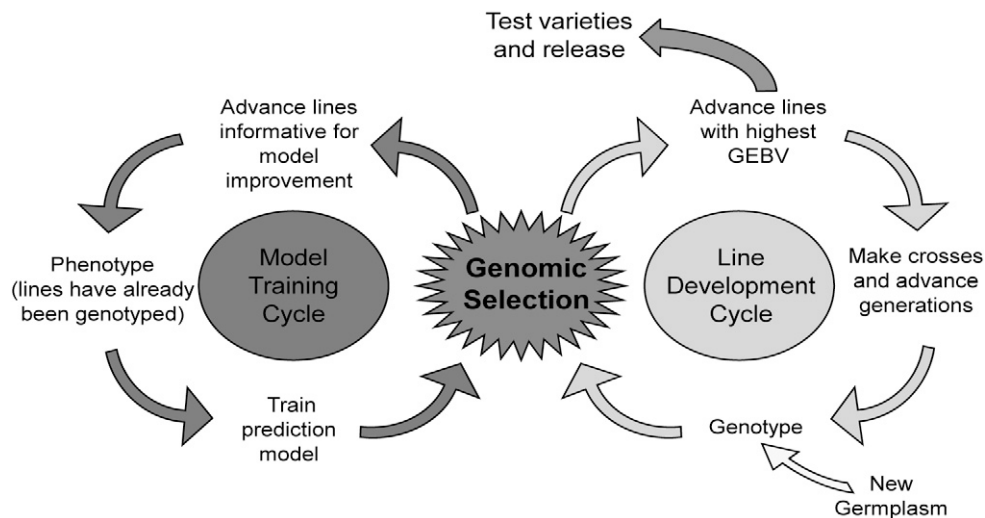 Test varieties
and release
Advance lines
informative for
model
improvement
Advance lines
with highest
GEBV
Phenotype
(lines have already
been genotyped)
Model
Training
Cycle
Genomic
Selection
Line
Development
Cycle
Make crosses
and advance
generations
Train
prediction
model
Genotype
New
Germplasm